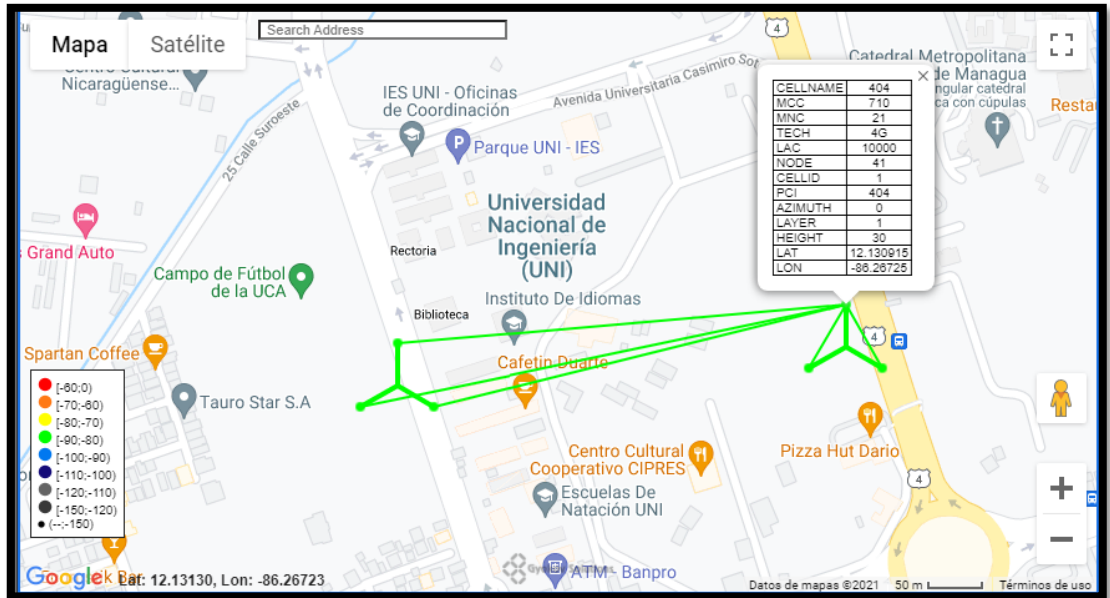 Mapa
Satélite
Search Address
Centro Cultural
Nicaragüense...
IES UNI - Oficinas
de Coordinación
Avenida Universitaria Casimiro Sot
4
Catedral Metropolitana
de Managua
ngular catedral
ca con cúpulas
25 Calle Suroeste
P
Parque UNI - IES
Resta
CELLNAME 404
MCC 710
MNC 21
TECH 4G
LAC 10000
NODE 41
CELLID 1
PCI 404
AZIMUTH 0
LAYER 1
HEIGHT 30
LAT 12.130915
LON -86.26725
Universidad
Nacional de
Ingeniería
(UNI)
Grand Auto
Rectoria
Campo de Fútbol
de la UCA
Instituto De Idiomas
Biblioteca
4
Spartan Coffee
Cafetin Duarte
[-60;0)
[-70;-60)
[-80;-70)
[-90;-80)
[-100;-90)
[-110;-100)
[-120;-110)
[-150;-120)
(--;-150)
Tauro Star S.A
Centro Cultural
Cooperativo CIPRES
Pizza Hut Dario
4
Escuelas De
Natación UNI
Google
k Bar
Lat: 12.13130, Lon: -86.26723
ATM - Banpro
Datos de mapas ©2021
50 m
Términos de uso